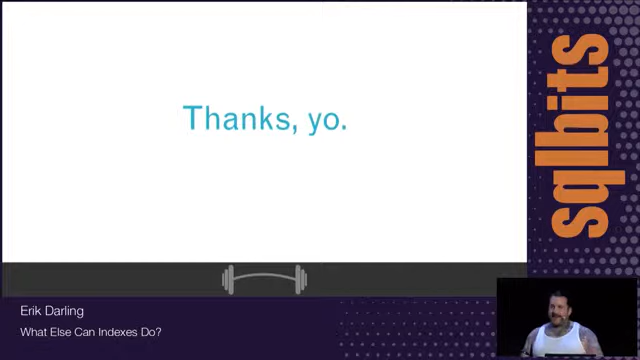 Thanks, yo.
sqlbits
Erik Darling
What Else Can Indexes Do?